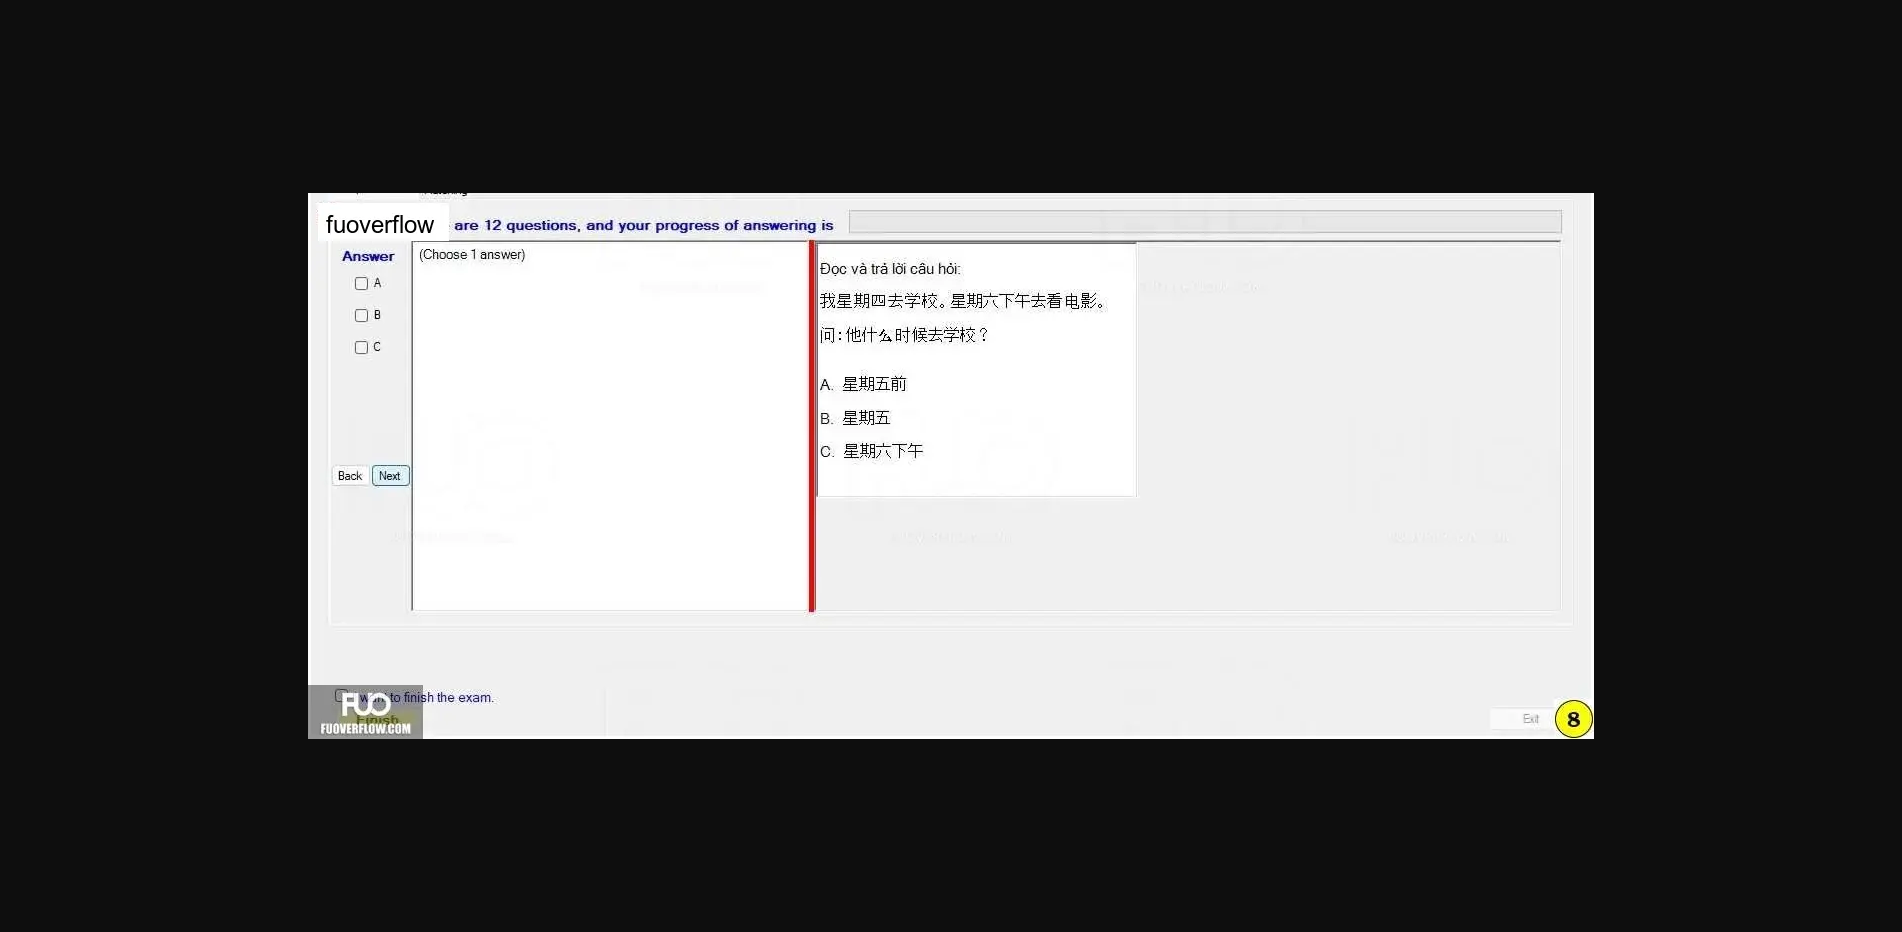 fuoverflow are 12 questions, and your progress of answering is
Answer
(Choose 1 answer)
A
B
C
Back Next
Đọc và trả lời câu hỏi:
我星期四去学校。星期六下午去看电影。
问:他什么时候去学校?
A. 星期五前
B. 星期五
C. 星期六下午
want to finish the exam.
Finish
FUO
FUOVERFLOW.COM
Exit
8